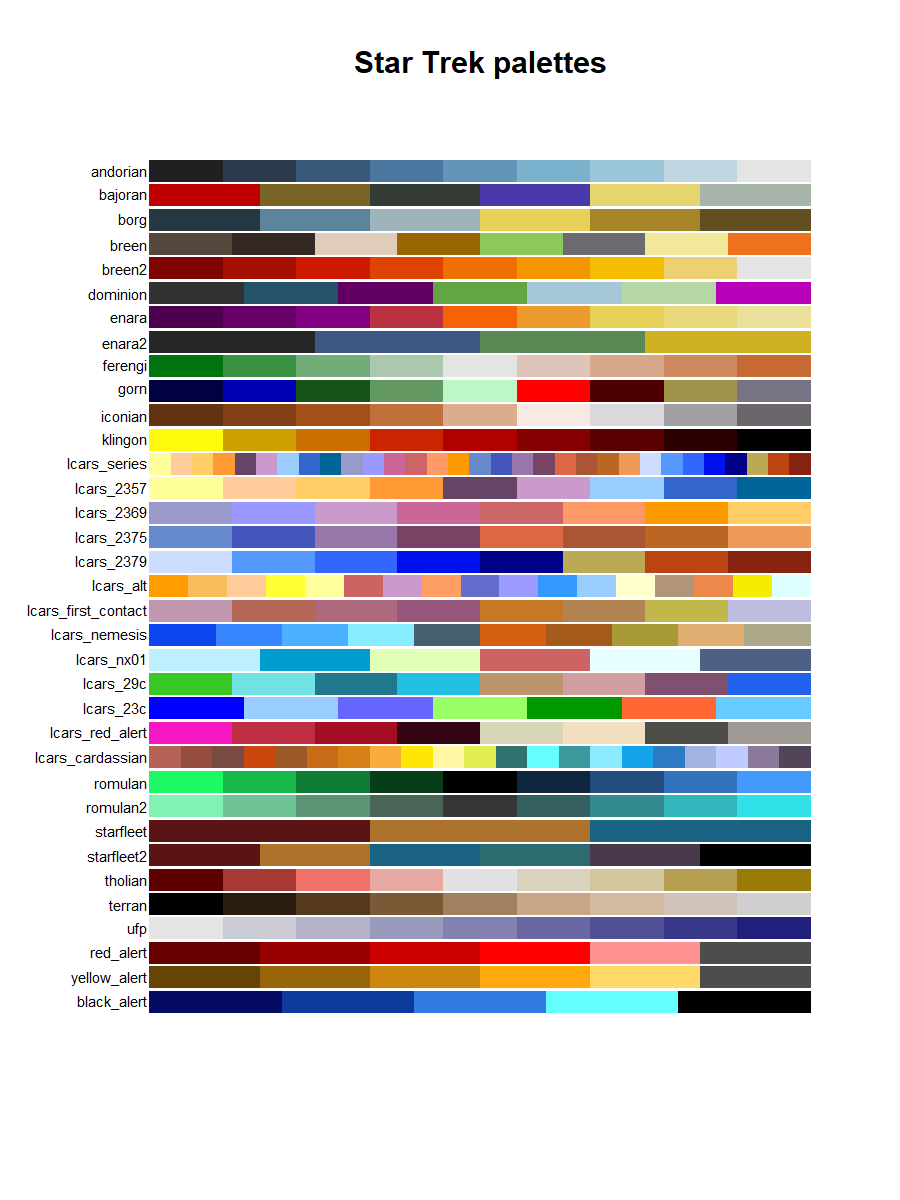 Star Trek palettes
andorian
bajoran
borg
breen
breen2
dominion
enara
enara2
ferengi
gorn
iconian
klingon
lcars_series
lcars_2357
lcars_2369
lcars_2375
lcars_2379
lcars_alt
lcars_first_contact
lcars_nemesis
lcars_nx01
lcars_29c
lcars_23c
lcars_red_alert
lcars_cardassian
romulan
romulan2
starfleet
starfleet2
tholian
terran
ufp
red_alert
yellow_alert
black_alert